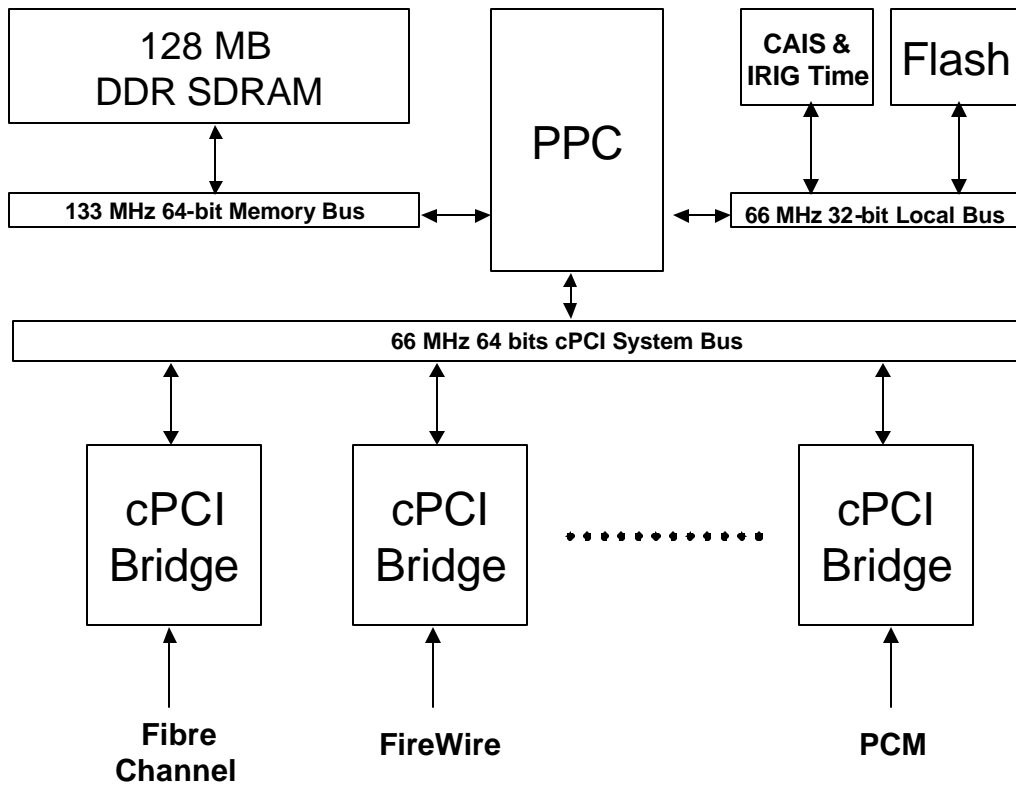 128 MB
DDR SDRAM
PPC
CAIS &
IRIG Time
Flash
133 MHz 64-bit Memory Bus
66 MHz 32-bit Local Bus
66 MHz 64 bits cPCI System Bus
cPCI
Bridge
cPCI
Bridge
cPCI
Bridge
Fibre
Channel
FireWire
PCM